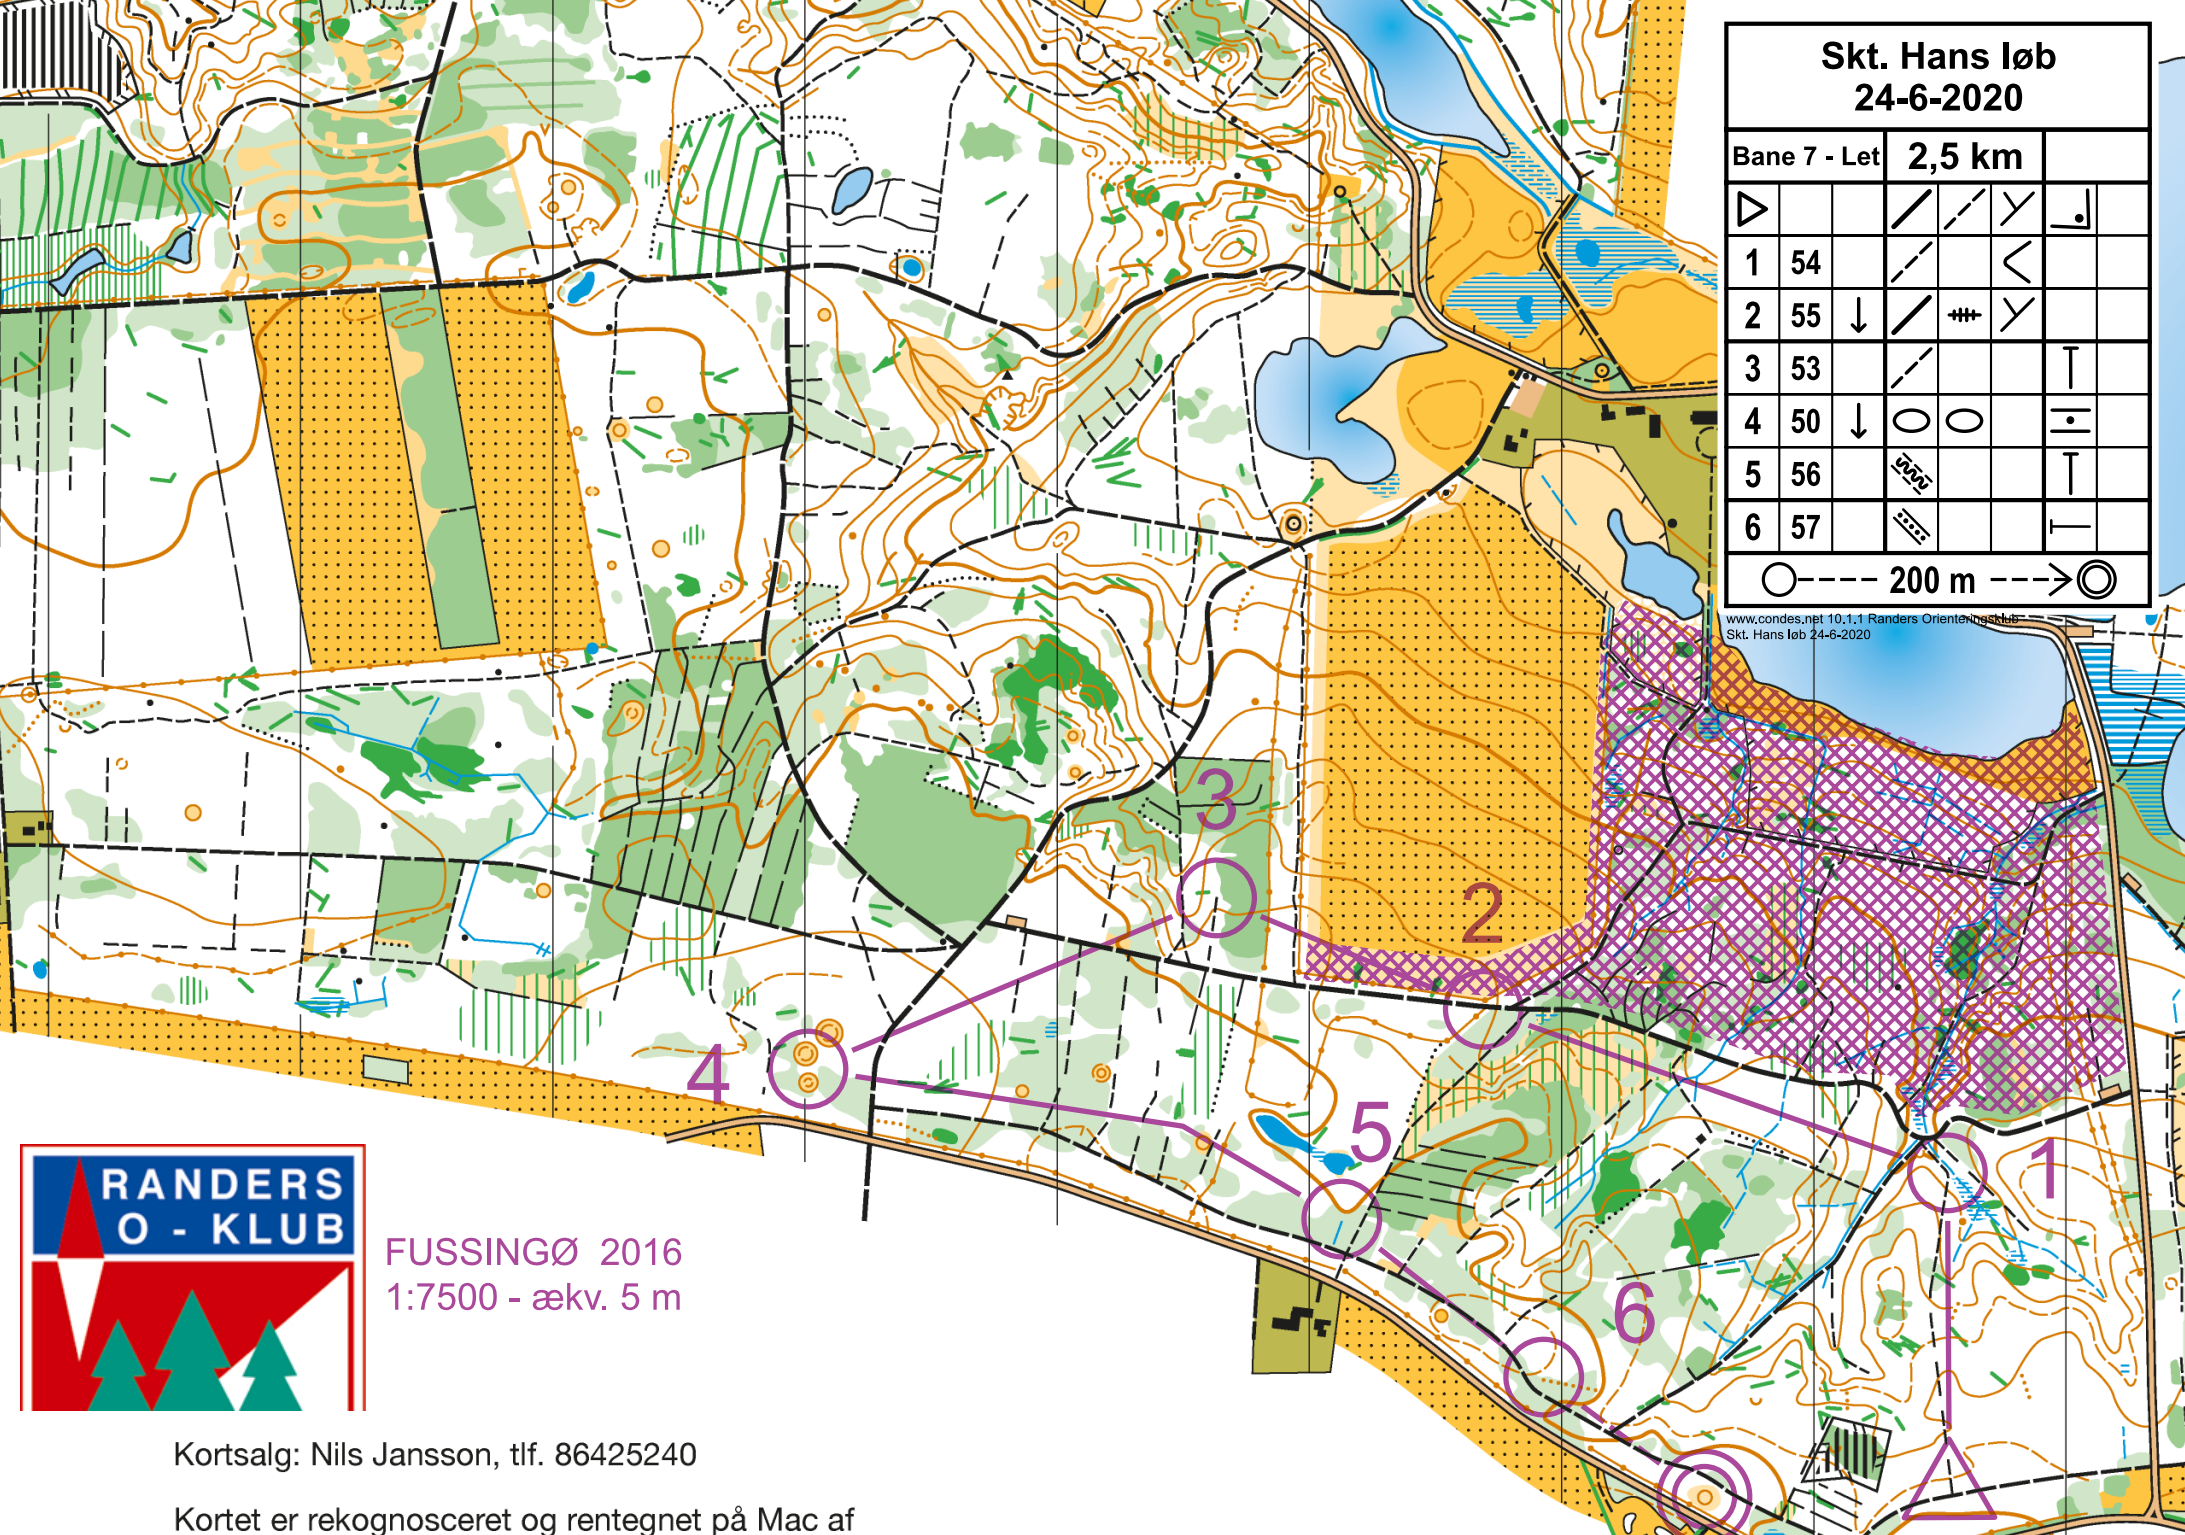 Skt. Hans løb
24-6-2020
Bane 7 - Let 2,5 km
1 54
2 55
3 53
4 50
5 56
6 57
200 m
www.condes.net 10.1.1 Randers Orienteringsklub
Skt. Hans løb 24-6-2020
3
2
4
5
1
6
RANDERS
O - KLUB
FUSSINGØ 2016
1:7500 - ækv. 5 m
Kortsalg: Nils Jansson, tlf. 86425240
Kortet er rekognosceret og rentegnet på Mac af